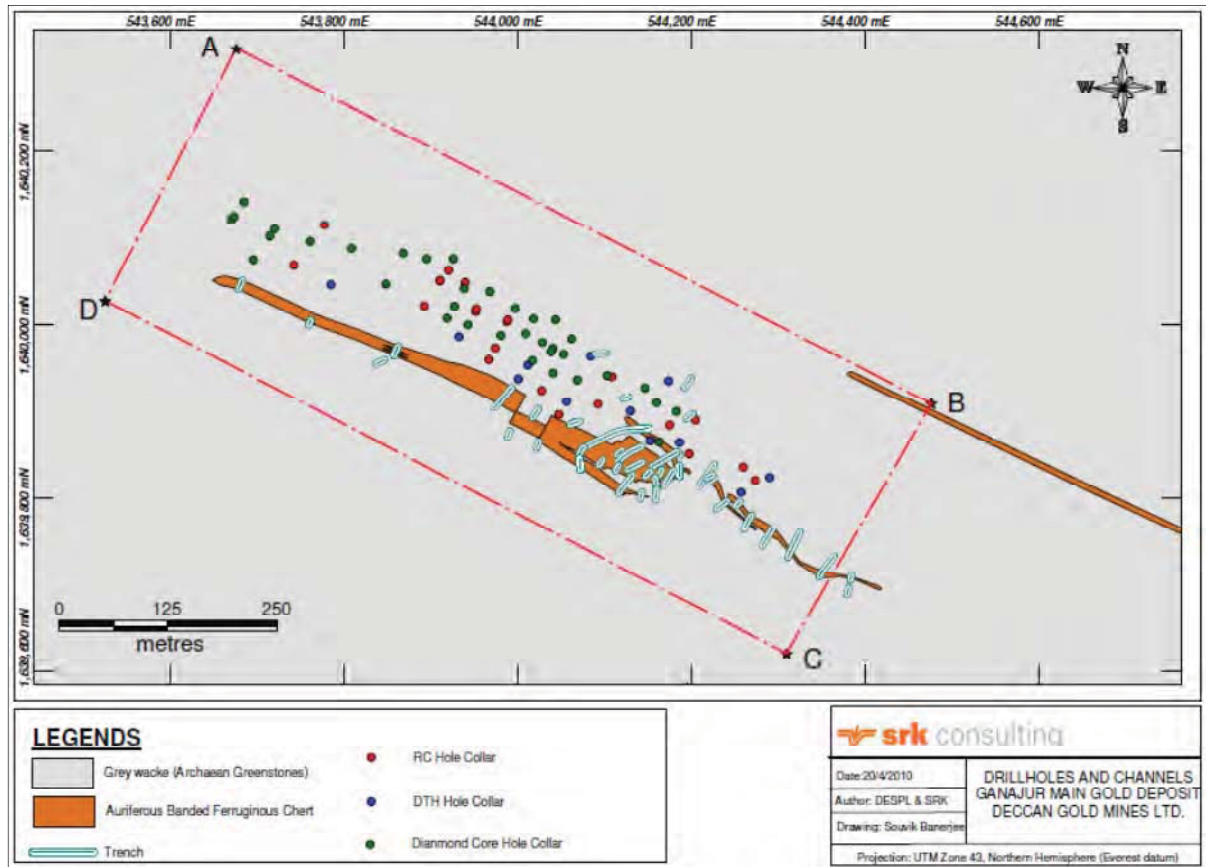 543,600 mE 543,800 mE 544,000 mE 544,200 mE 544,400 mE 544,600 mE
A
N
W E
S
1,640,200 mN
D
1,640,000 mN
B
1,639,800 mN
0 125 250
metres
C
LEGENDS
Grey wacke (Archaean Greenstones)
Auriferous Banded Ferruginous Chert
Trench
RC Hole Collar
DTH Hole Collar
Dianmond Core Hole Collar
srk consulting
Date:20/4/2010
Author: DESPL & SRK
Drawing: Souvik Banerjee
DRILLHOLES AND CHANNELS
GANAJUR MAIN GOLD DEPOSIT
DECCAN GOLD MINES LTD.
Projection: UTM Zone 43, Northern Hemisphere (Everest datum)